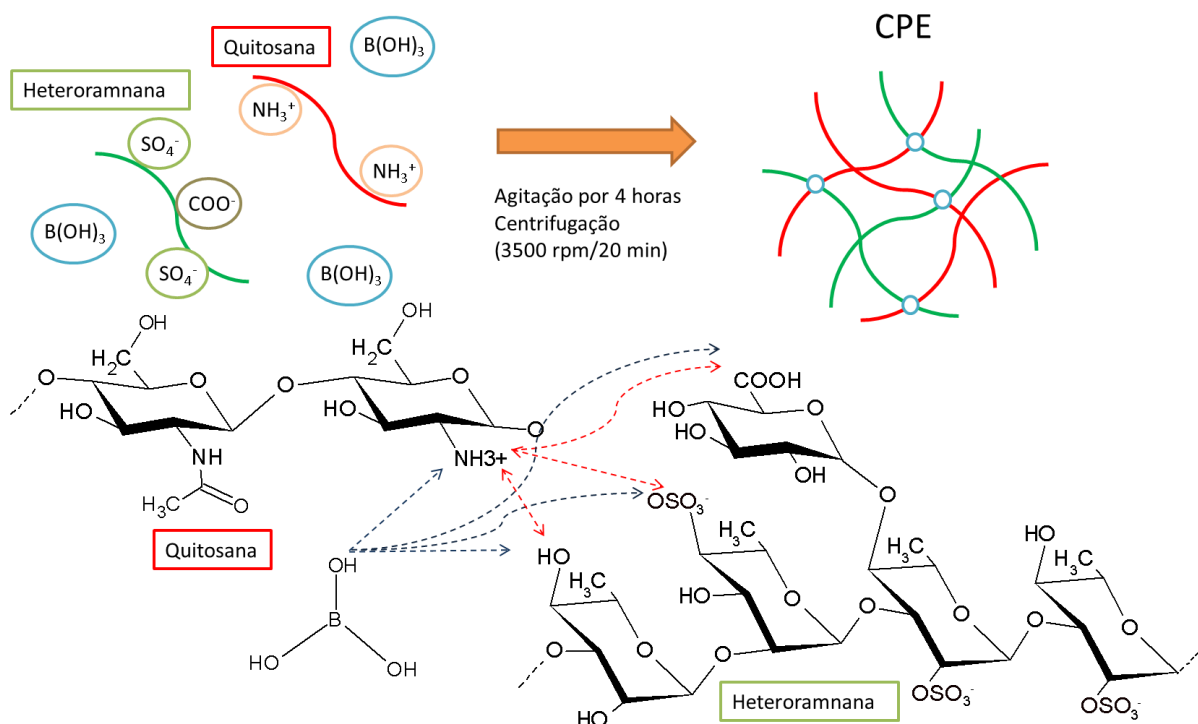 CPE
Quitosana
B(OH)3
Heteroramnana
NH3+
SO4-
NH3+
COO-
B(OH)3
SO4-
B(OH)3
Agitação por 4 horas
Centrifugação
(3500 rpm/20 min)
OH
H2C
O
O
HO
O
NH
H3C
O
OH
H2C
O
O
HO
O
NH3+
Quitosana
OH
B
HO
OH
COOH
HO
HO
O
OH
O
OSO3-
H3C
O
HO
O
HO
H3C
O
O
HO
O
H3C
O
O
OSO3-
HO
H3C
O
O
OSO3-
Heteroramnana